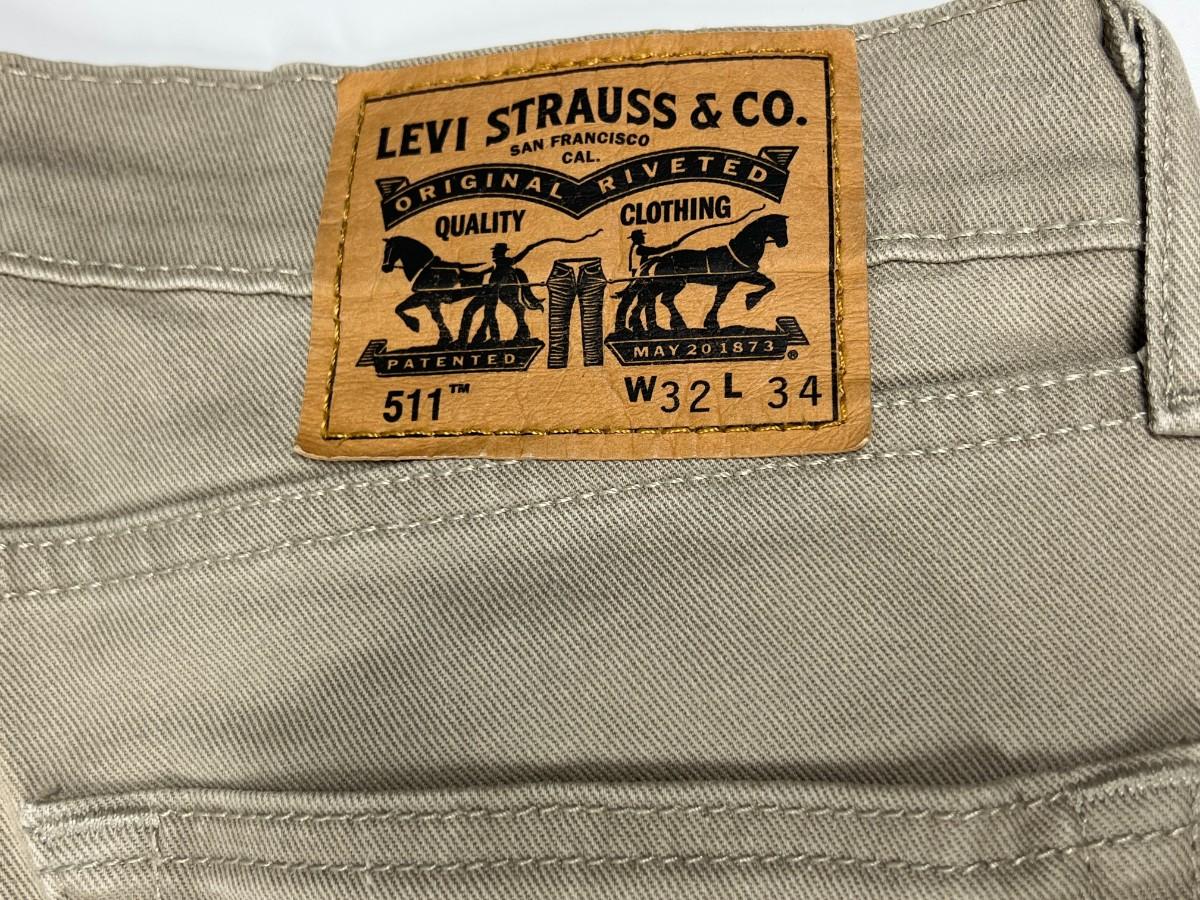 LEVI STRAUSS & CO.
SAN FRANCISCO
CAL.
ORIGINAL RIVETED
QUALITY CLOTHING
PATENTED MAY 20 1873 ®
511™ W32 L 34